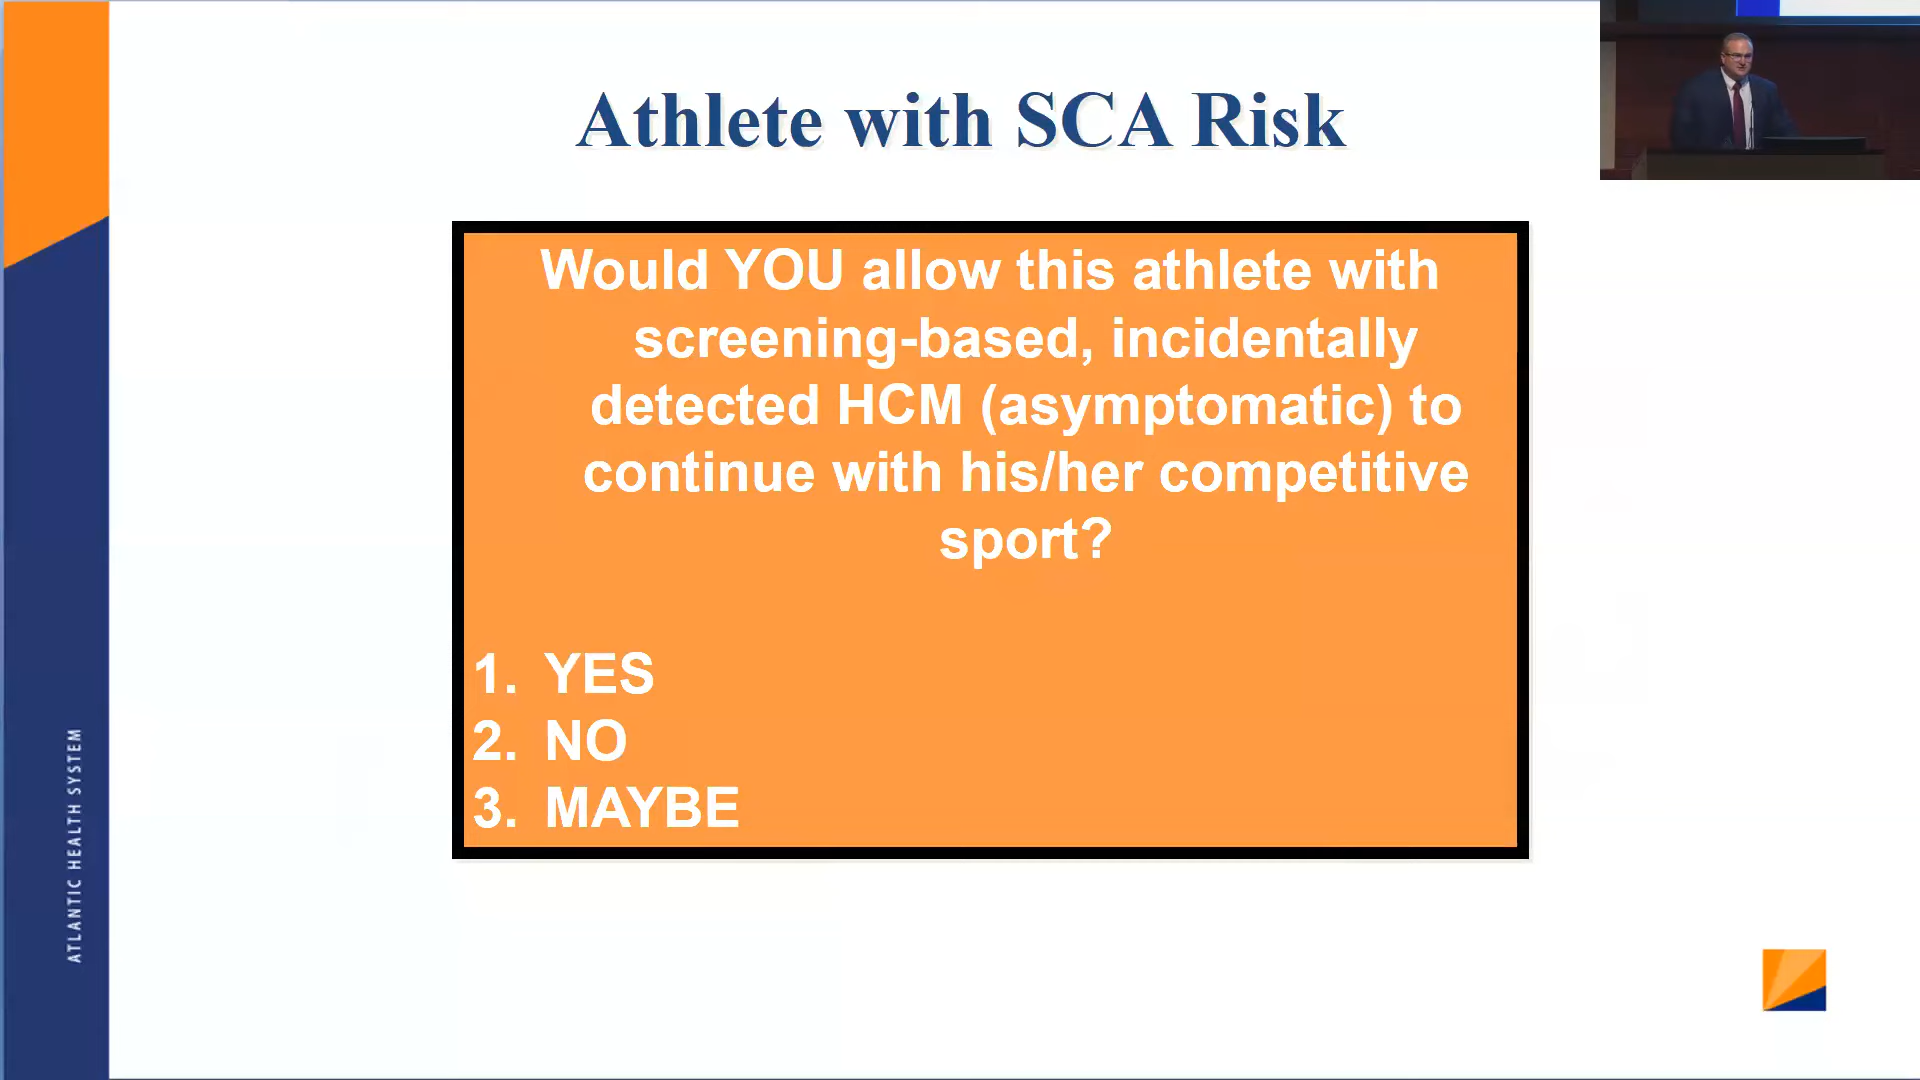 Athlete with SCA Risk
Would YOU allow this athlete with
screening-based, incidentally
detected HCM (asymptomatic) to
continue with his/her competitive
sport?
1. YES
2. NO
3. MAYBE
ATLANTIC HEALTH SYSTEM